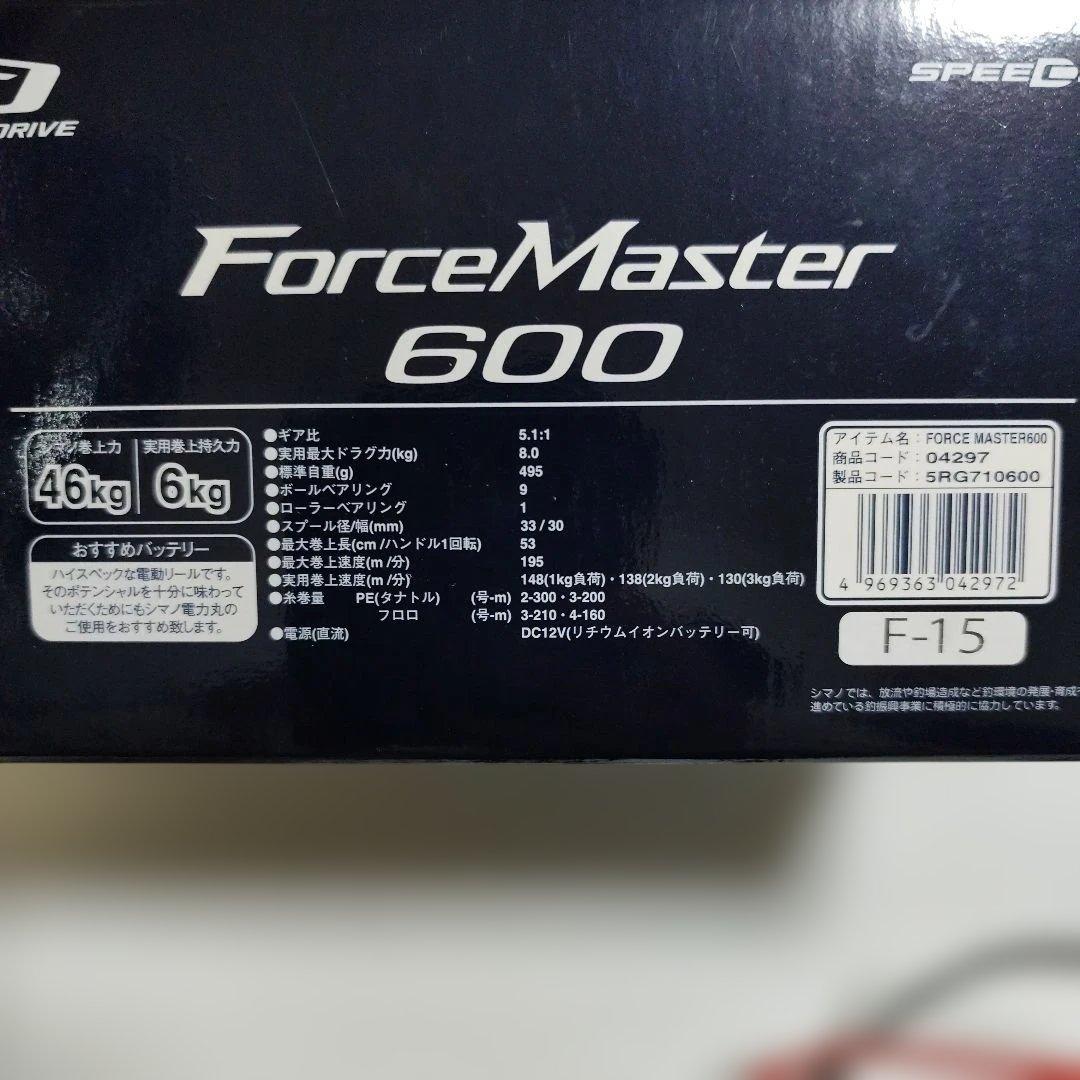 DRIVE
SPEED
ForceMaster
600
シマノ巻上力 実用巻上持久力
46kg 6kg
おすすめバッテリー
ハイスペックな電動リールです。
そのポテンシャルを十分に味わって
いただくためにもシマノ電力丸の
ご使用をおすすめ致します。
●ギア比 5.1:1
●実用最大ドラグ力(kg) 8.0
●標準自重(g) 495
●ボールベアリング 9
●ローラーベアリング 1
●スプール径/幅(mm) 33 / 30
●最大巻上長(cm /ハンドル1回転) 53
●最大巻上速度(m /分) 195
●実用巻上速度(m /分) 148(1kg負荷)・138(2kg負荷)・130(3kg負荷)
●糸巻量 PE(タナトル) (号-m) 2-300・3-200
フロロ (号-m) 3-210・4-160
●電源(直流) DC12V(リチウムイオンバッテリー可)
アイテム名：FORCE MASTER600
商品コード：04297
製品コード：5RG710600
4 969363 042972
F-15
シマノでは、放流や釣場造成など釣環境の発展・育成
進めている釣振興事業に積極的に協力しています。